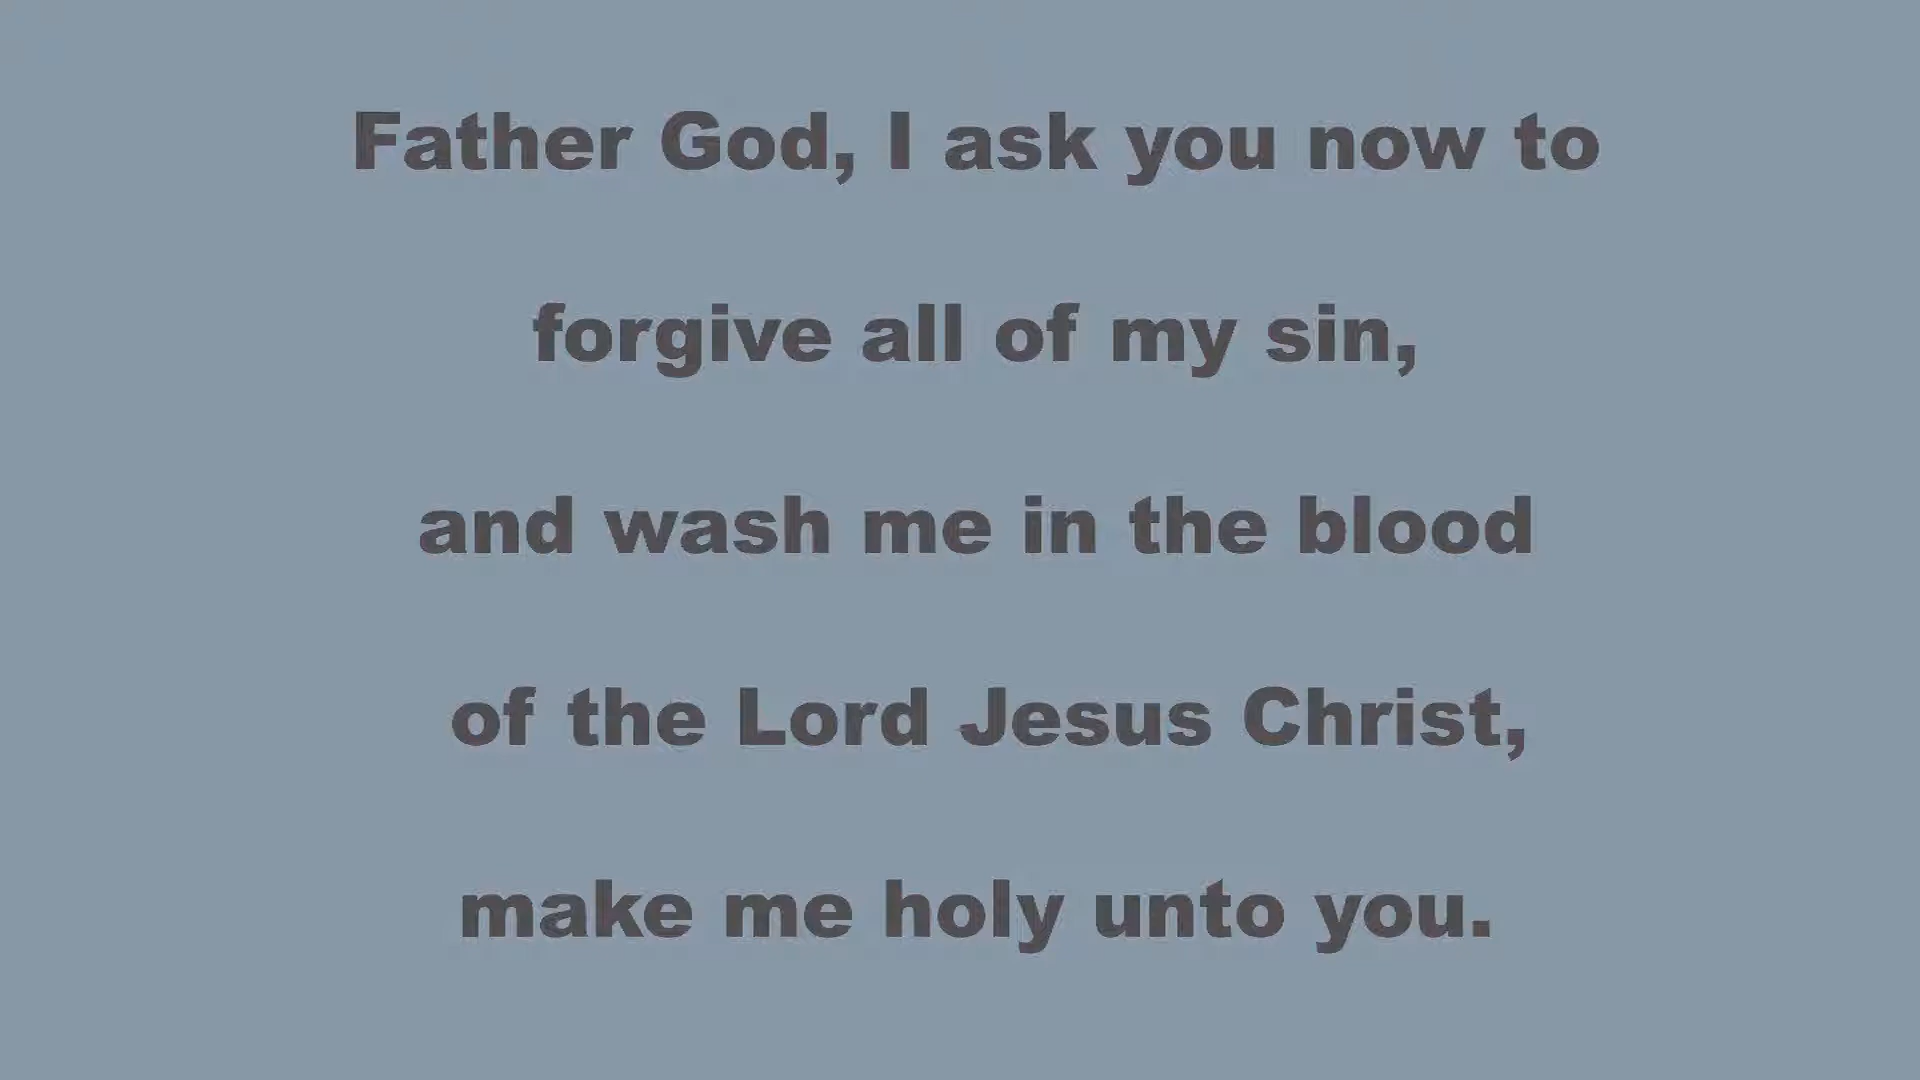 Father God, I ask you now to
forgive all of my sin,
and wash me in the blood
of the Lord Jesus Christ,
make me holy unto you.